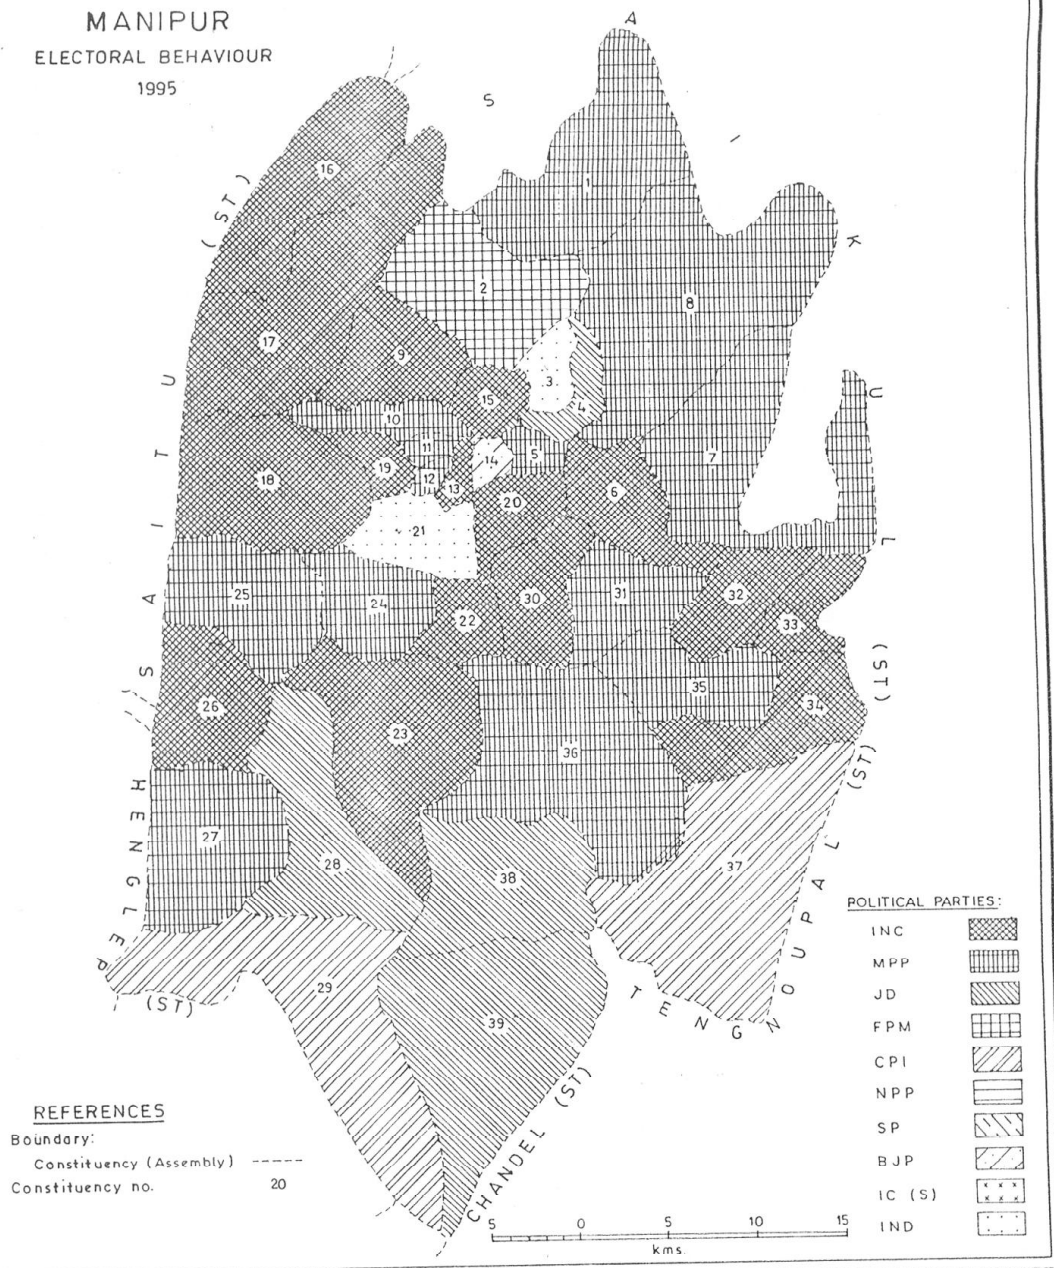 MANIPUR
ELECTORAL BEHAVIOUR
1995
SAIKUL (ST)
SAITU (ST)
16
1
2
8
17
9
3
15
4
10
11
5
7
14
19
18
12
13
6
20
21
25
24
30
31
32
22
33
26
35
34
23
36
27
28
38
37
29
39
HENGLEP (ST)
TENGNOUPAL (ST)
CHANDEL (ST)
POLITICAL PARTIES:
INC
MPP
JD
FPM
CPI
NPP
SP
BJP
IC (S)
IND
REFERENCES
Boundary:
Constituency (Assembly)
Constituency no. 20
5 0 5 10 15
kms.